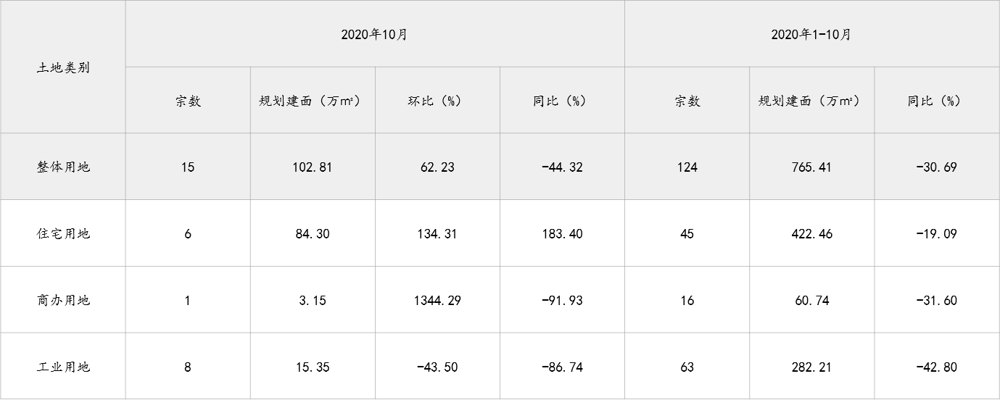 土地类别 2020年10月 2020年1-10月
宗数 规划建面（万㎡） 环比（%） 同比（%） 宗数 规划建面（万㎡） 同比（%）
整体用地 15 102.81 62.23 -44.32 124 765.41 -30.69
住宅用地 6 84.30 134.31 183.40 45 422.46 -19.09
商办用地 1 3.15 1344.29 -91.93 16 60.74 -31.60
工业用地 8 15.35 -43.50 -86.74 63 282.21 -42.80